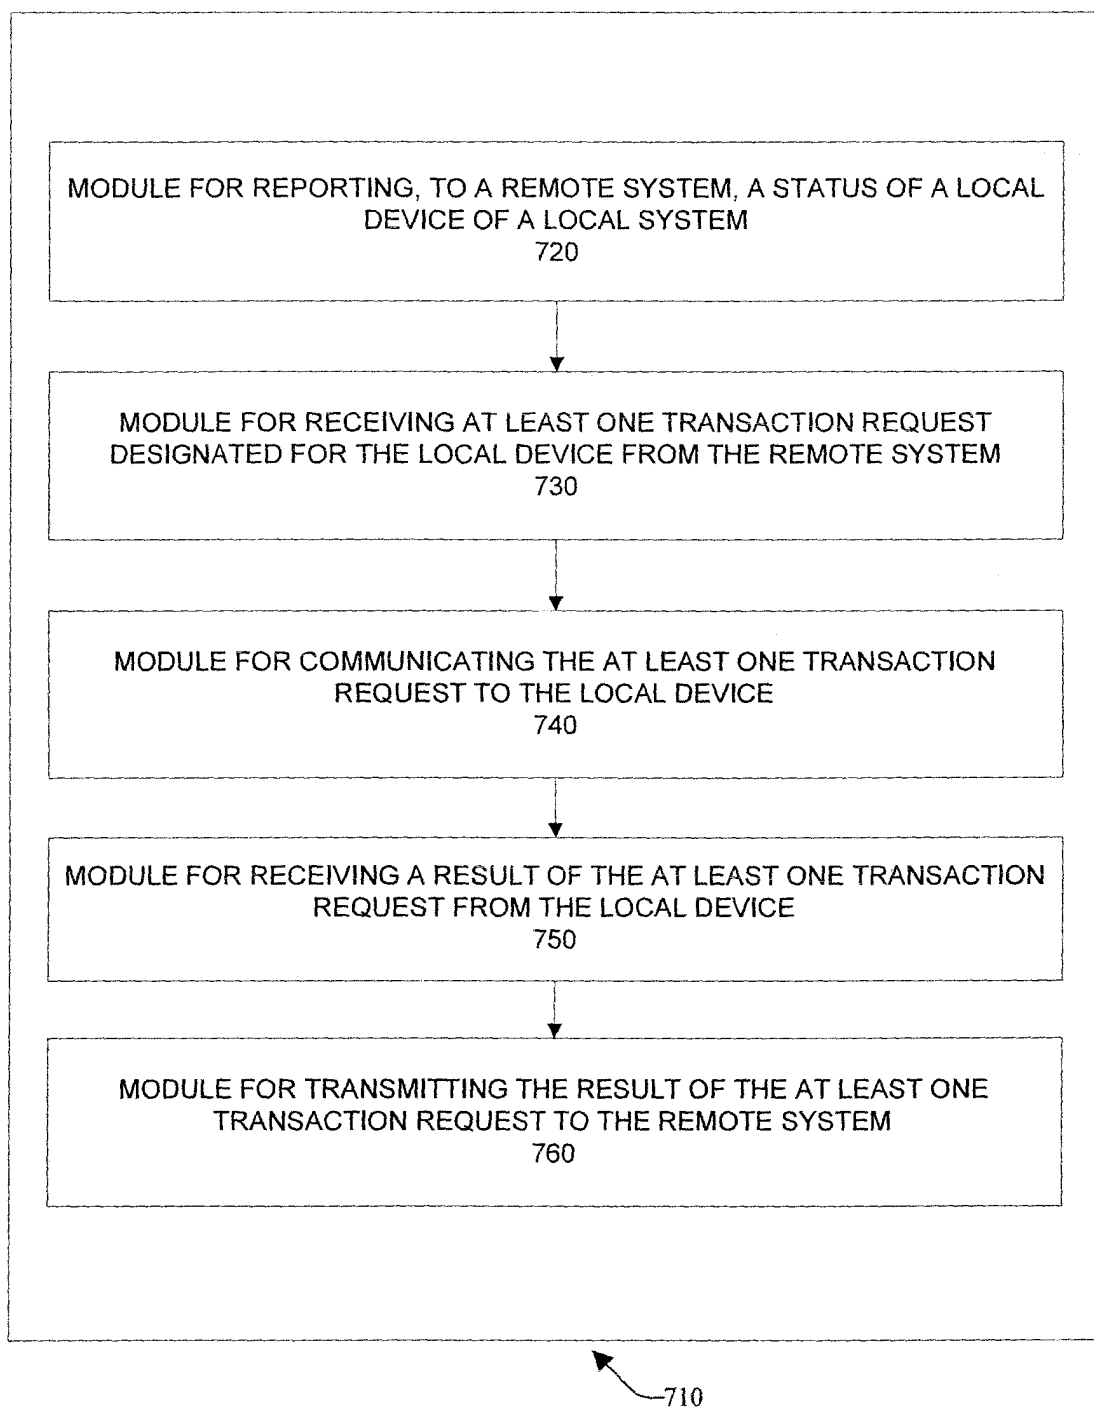 MODULE FOR REPORTING, TO A REMOTE SYSTEM, A STATUS OF A LOCAL
DEVICE OF A LOCAL SYSTEM
720
MODULE FOR RECEIVING AT LEAST ONE TRANSACTION REQUEST
DESIGNATED FOR THE LOCAL DEVICE FROM THE REMOTE SYSTEM
730
MODULE FOR COMMUNICATING THE AT LEAST ONE TRANSACTION
REQUEST TO THE LOCAL DEVICE
740
MODULE FOR RECEIVING A RESULT OF THE AT LEAST ONE TRANSACTION
REQUEST FROM THE LOCAL DEVICE
750
MODULE FOR TRANSMITTING THE RESULT OF THE AT LEAST ONE
TRANSACTION REQUEST TO THE REMOTE SYSTEM
760
710